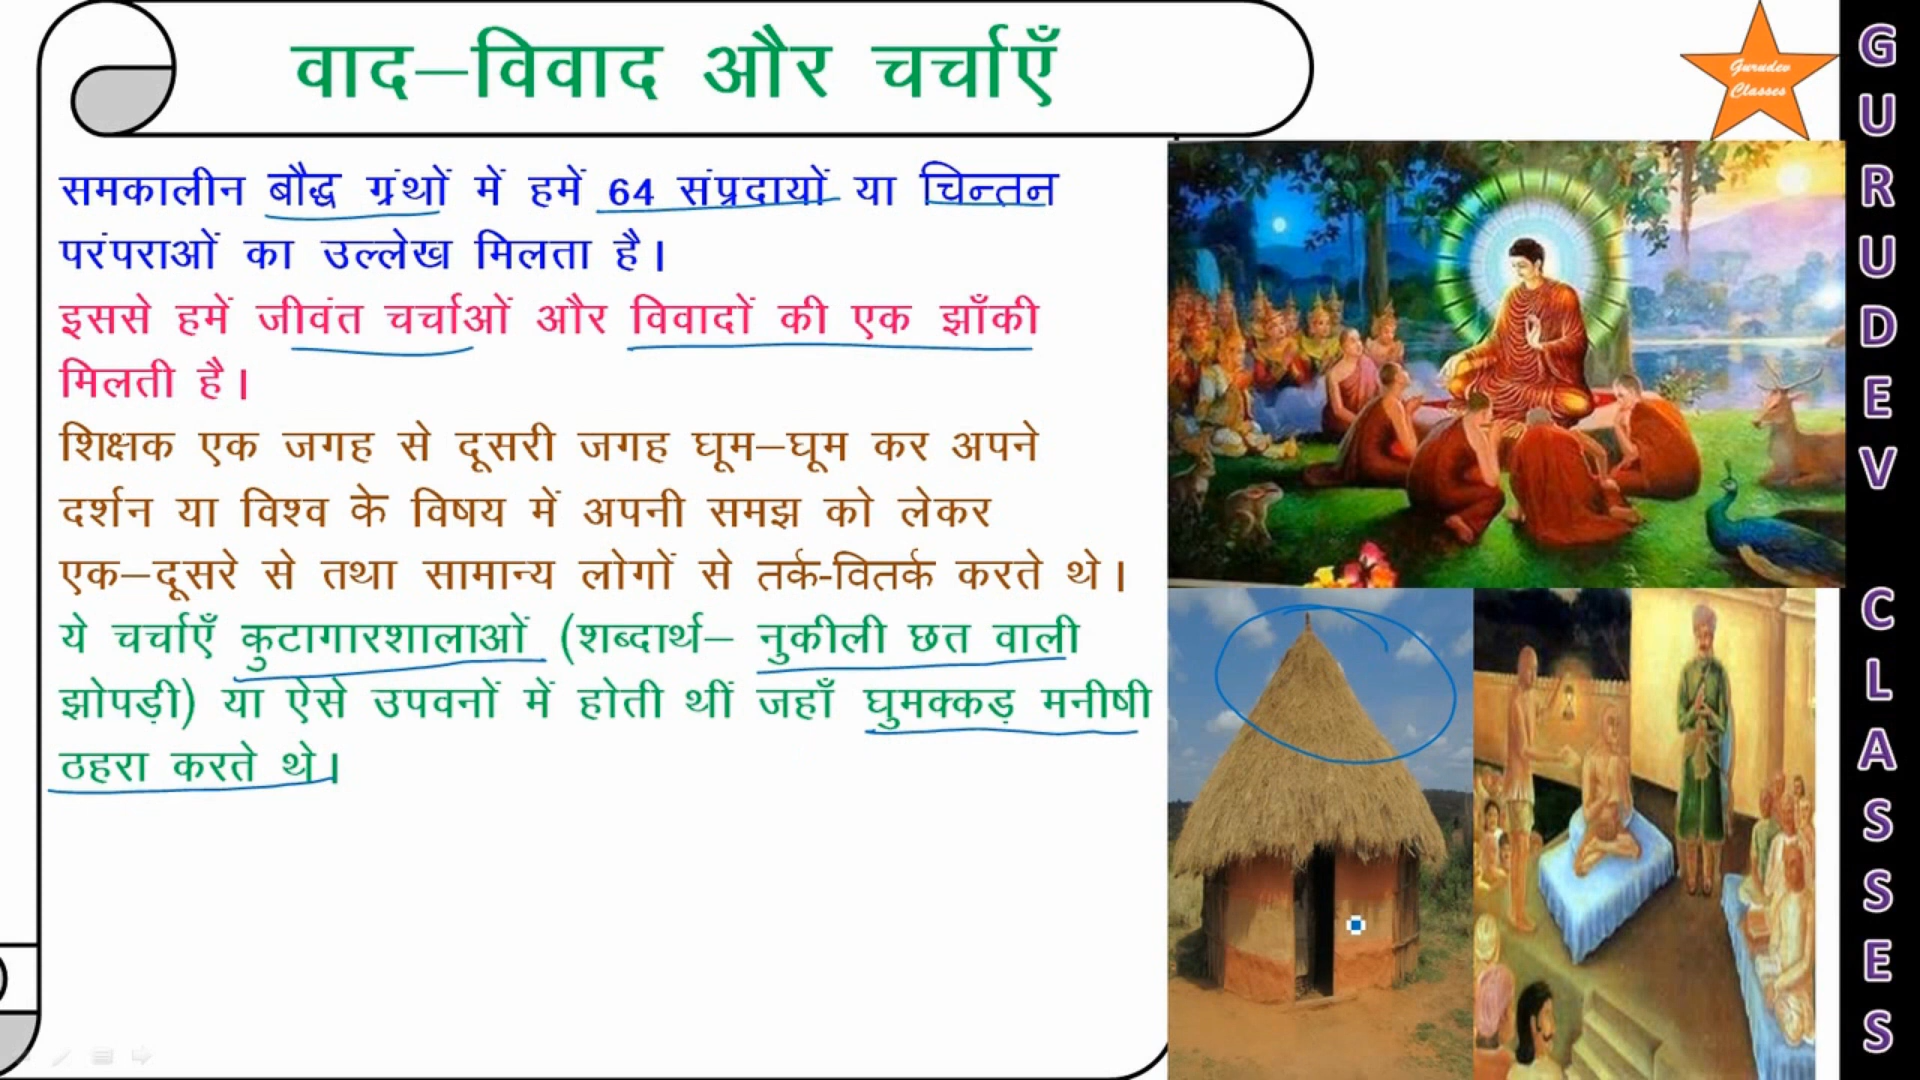 वाद–विवाद और चर्चाएँ
Gurudev
Classes
समकालीन बौद्ध ग्रंथों में हमें 64 संप्रदायों या चिन्तन
परंपराओं का उल्लेख मिलता है।
इससे हमें जीवंत चर्चाओं और विवादों की एक झाँकी
मिलती है।
शिक्षक एक जगह से दूसरी जगह घूम–घूम कर अपने
दर्शन या विश्व के विषय में अपनी समझ को लेकर
एक–दूसरे से तथा सामान्य लोगों से तर्क-वितर्क करते थे।
ये चर्चाएँ कुटागारशालाओं (शब्दार्थ– नुकीली छत वाली
झोपड़ी) या ऐसे उपवनों में होती थीं जहाँ घुमक्कड़ मनीषी
ठहरा करते थे।
GURUDEV CLASSES